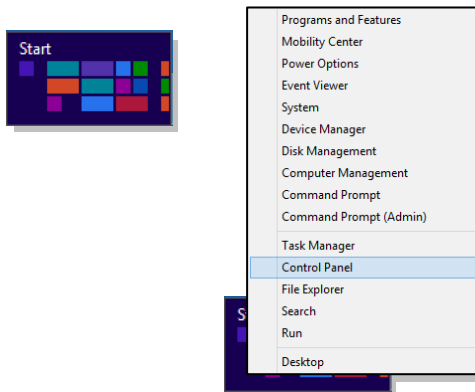 Start
Programs and Features
Mobility Center
Power Options
Event Viewer
System
Device Manager
Disk Management
Computer Management
Command Prompt
Command Prompt (Admin)
Task Manager
Control Panel
File Explorer
Search
Run
Desktop